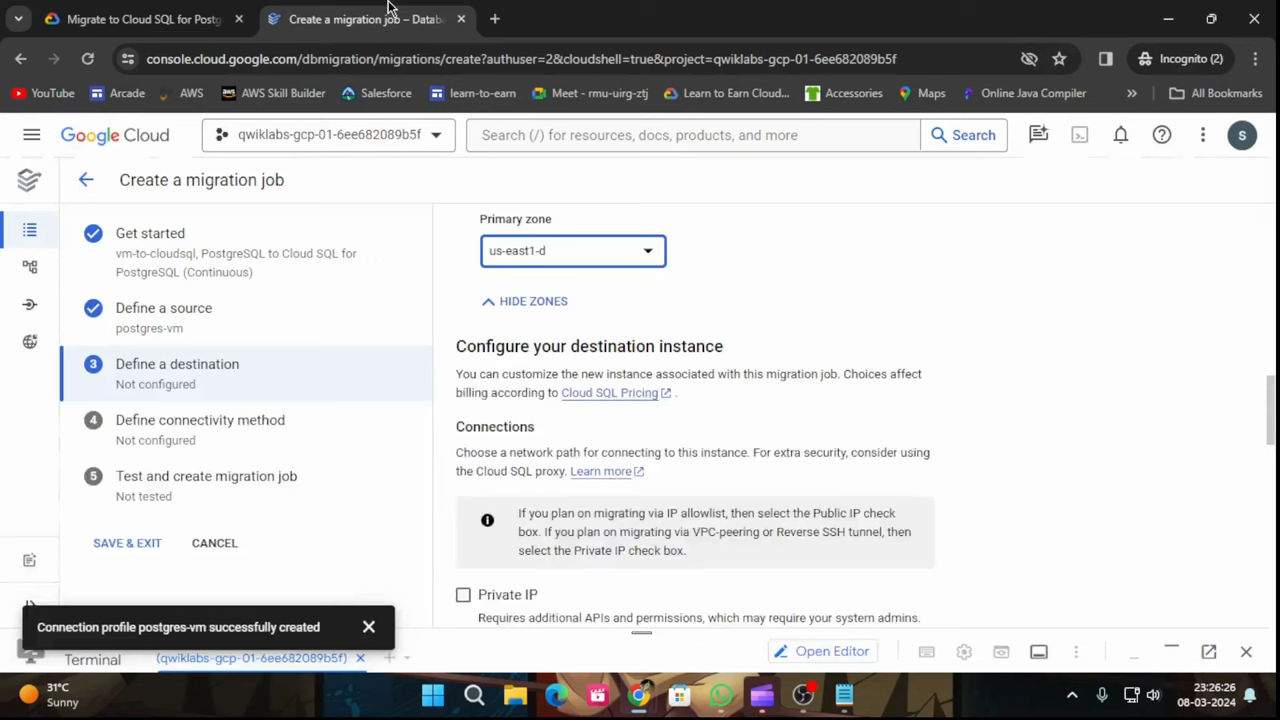 Migrate to Cloud SQL for Postg
Create a migration job – Datab
console.cloud.google.com/dbmigration/migrations/create?authuser=2&cloudshell=true&project=qwiklabs-gcp-01-6ee682089b5f
Incognito (2)
YouTube
Arcade
AWS
AWS Skill Builder
Salesforce
learn-to-earn
Meet - rmu-uirg-ztj
Learn to Earn Cloud...
Accessories
Maps
Online Java Compiler
All Bookmarks
Google Cloud
qwiklabs-gcp-01-6ee682089b5f
Search (/) for resources, docs, products, and more
Search
S
Create a migration job
Get started
vm-to-cloudsql, PostgreSQL to Cloud SQL for
PostgreSQL (Continuous)
Define a source
postgres-vm
3 Define a destination
Not configured
4 Define connectivity method
Not configured
5 Test and create migration job
Not tested
SAVE & EXIT
CANCEL
Primary zone
us-east1-d
HIDE ZONES
Configure your destination instance
You can customize the new instance associated with this migration job. Choices affect
billing according to Cloud SQL Pricing .
Connections
Choose a network path for connecting to this instance. For extra security, consider using
the Cloud SQL proxy. Learn more
If you plan on migrating via IP allowlist, then select the Public IP check
box. If you plan on migrating via VPC-peering or Reverse SSH tunnel, then
select the Private IP check box.
Private IP
Requires additional APIs and permissions, which may require your system admins.
Connection profile postgres-vm successfully created
Terminal
(qwiklabs-gcp-01-6ee682089b5f)
Open Editor
31°C
Sunny
23:26:26
08-03-2024